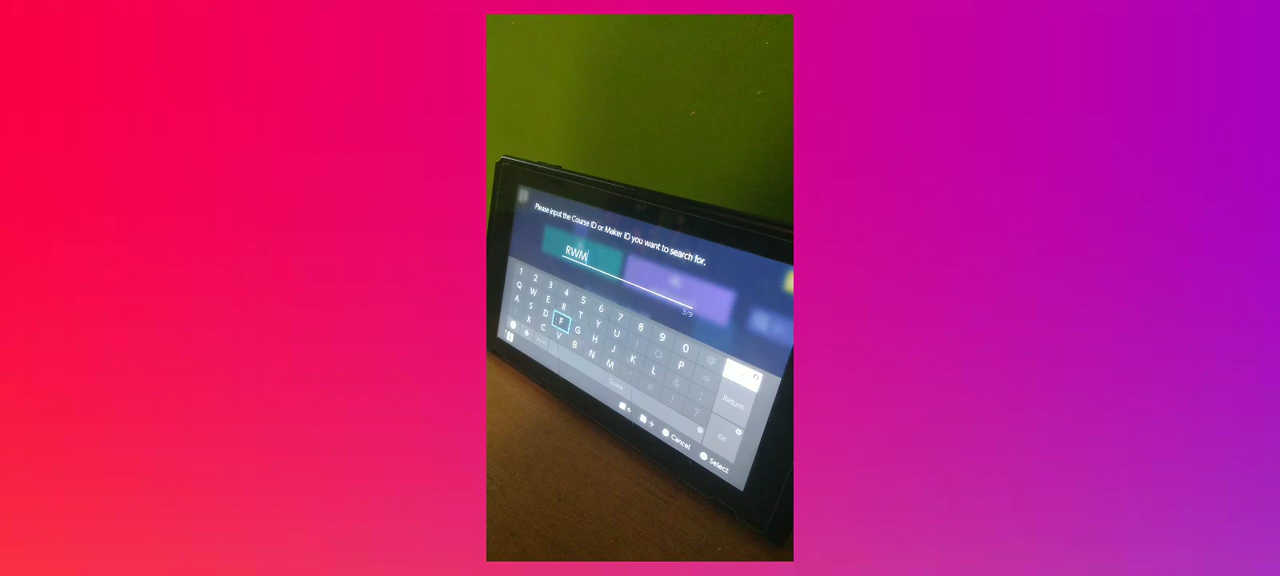 Please input the Course ID or Maker ID you want to search for.
RWM
3/9
1 2 3 4 5 6 7 8 9 0 @
Q W E R T Y U I O P =
A S D F G H J K L & ;
X C V B N M # ! ?
Return
Space
OK
Cancel
Select